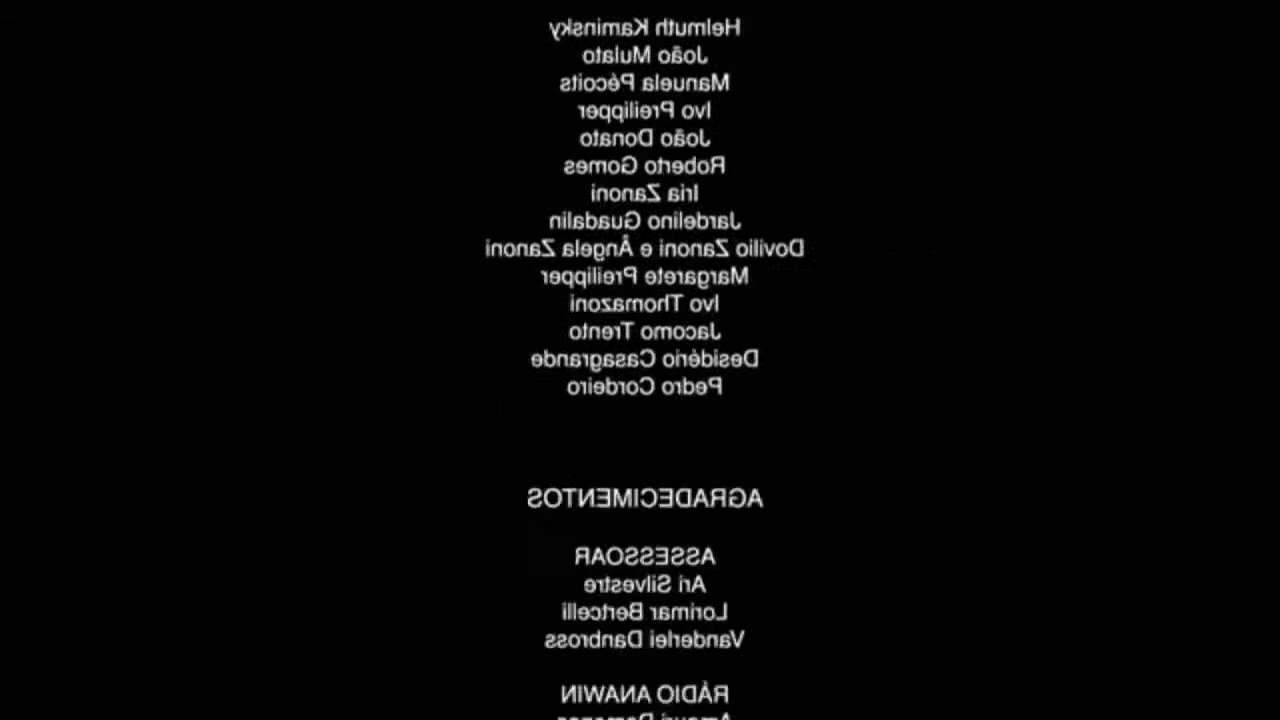 Helmuth Kaminsky
João Mulato
Manuela Pécoits
Ivo Preilipper
João Donato
Roberto Gomes
Iria Zanoni
Jardelino Guadalin
Dovilio Zanoni e Ângela Zanoni
Margarete Preilipper
Ivo Thomazoni
Jacomo Trento
Desidério Casagrande
Pedro Cordeiro
AGRADECIMENTOS
ASSESSOAR
Ari Silvestre
Lorimar Bertcelli
Vanderlei Danbross
RÁDIO ANAWIN